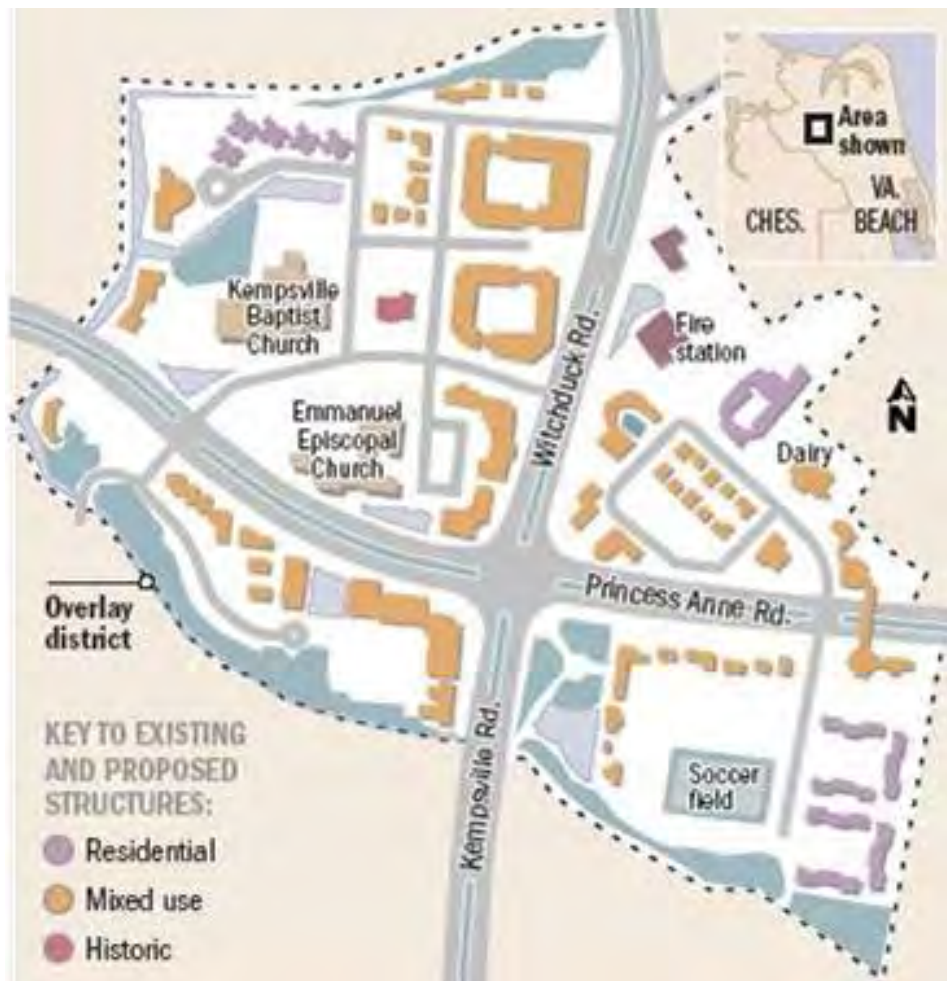 Area
shown
VA.
BEACH
CHES.
Kempsville
Baptist
Church
Fire
station
Witchduck Rd.
Emmanuel
Episcopal
Church
N
Dairy
Princess Anne Rd.
Overlay
district
Kempsville Rd.
Soccer
field
KEY TO EXISTING
AND PROPOSED
STRUCTURES:
Residential
Mixed use
Historic